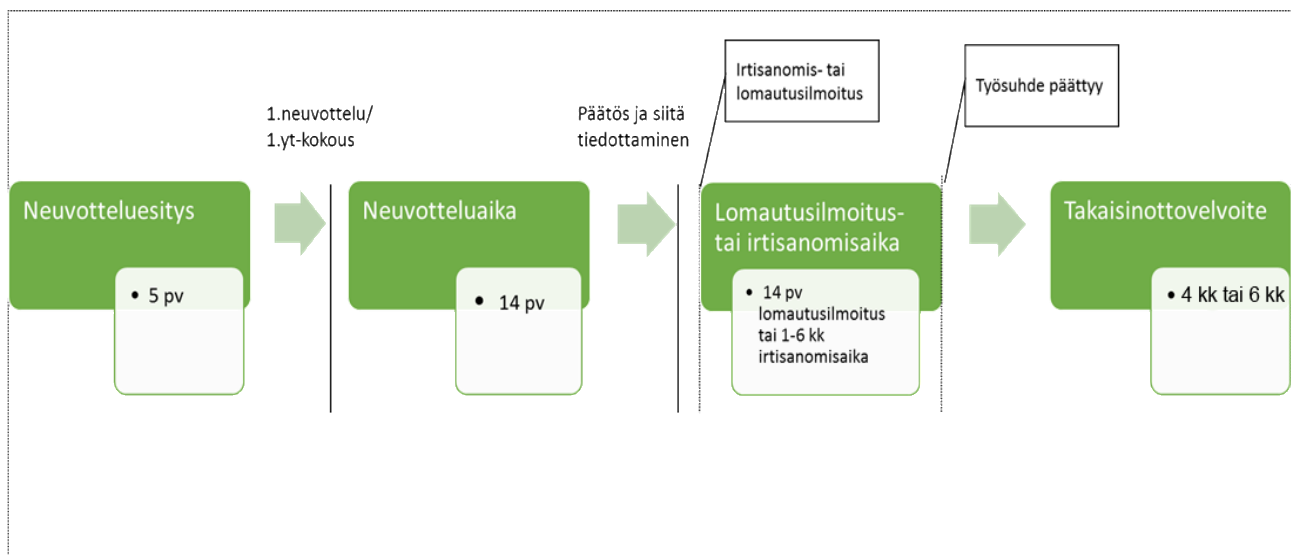 Irtisanomis- tai
lomautusilmoitus
Työsuhde päättyy
1.neuvottelu/
1.yt-kokous
Päätös ja siitä
tiedottaminen
Neuvotteluesitys
• 5 pv
Neuvotteluaika
• 14 pv
Lomautusilmoitus-
tai irtisanomisaika
• 14 pv
lomautusilmoitus
tai 1-6 kk
irtisanomisaika
Takaisinottovelvoite
• 4 kk tai 6 kk